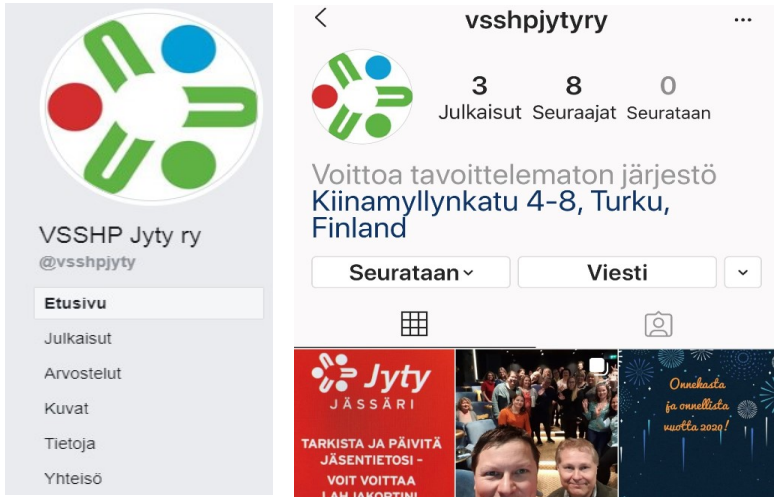 VSSHP Jyty ry
@vsshpjyty
Etusivu
Julkaisut
Arvostelut
Kuvat
Tietoja
Yhteisö
vsshpjytyry
3 8 0
Julkaisut Seuraajat Seurataan
Voittoa tavoittelematon järjestö
Kiinamyllynkatu 4-8, Turku,
Finland
Seurataan Viesti
Jyty
JÄSSÄRI
TARKISTA JA PÄIVITÄ
JÄSENTIETOSI –
VOIT VOITTAA
LAHJAKORTIN!
Onnekasta
ja onnellista
vuotta 2020!